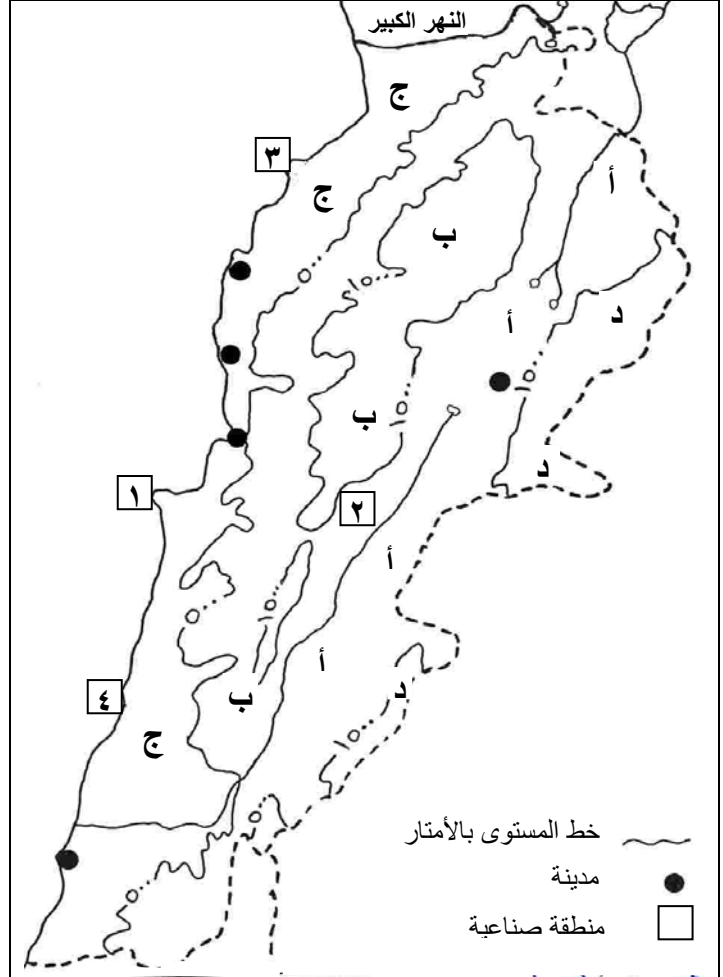 النهر الكبير
ج
٣
ج
أ
ب
د
أ
ب
د
١
٢
أ
أ
د
ب
٤
ج
خط المستوى بالأمتار
مدينة
منطقة صناعية